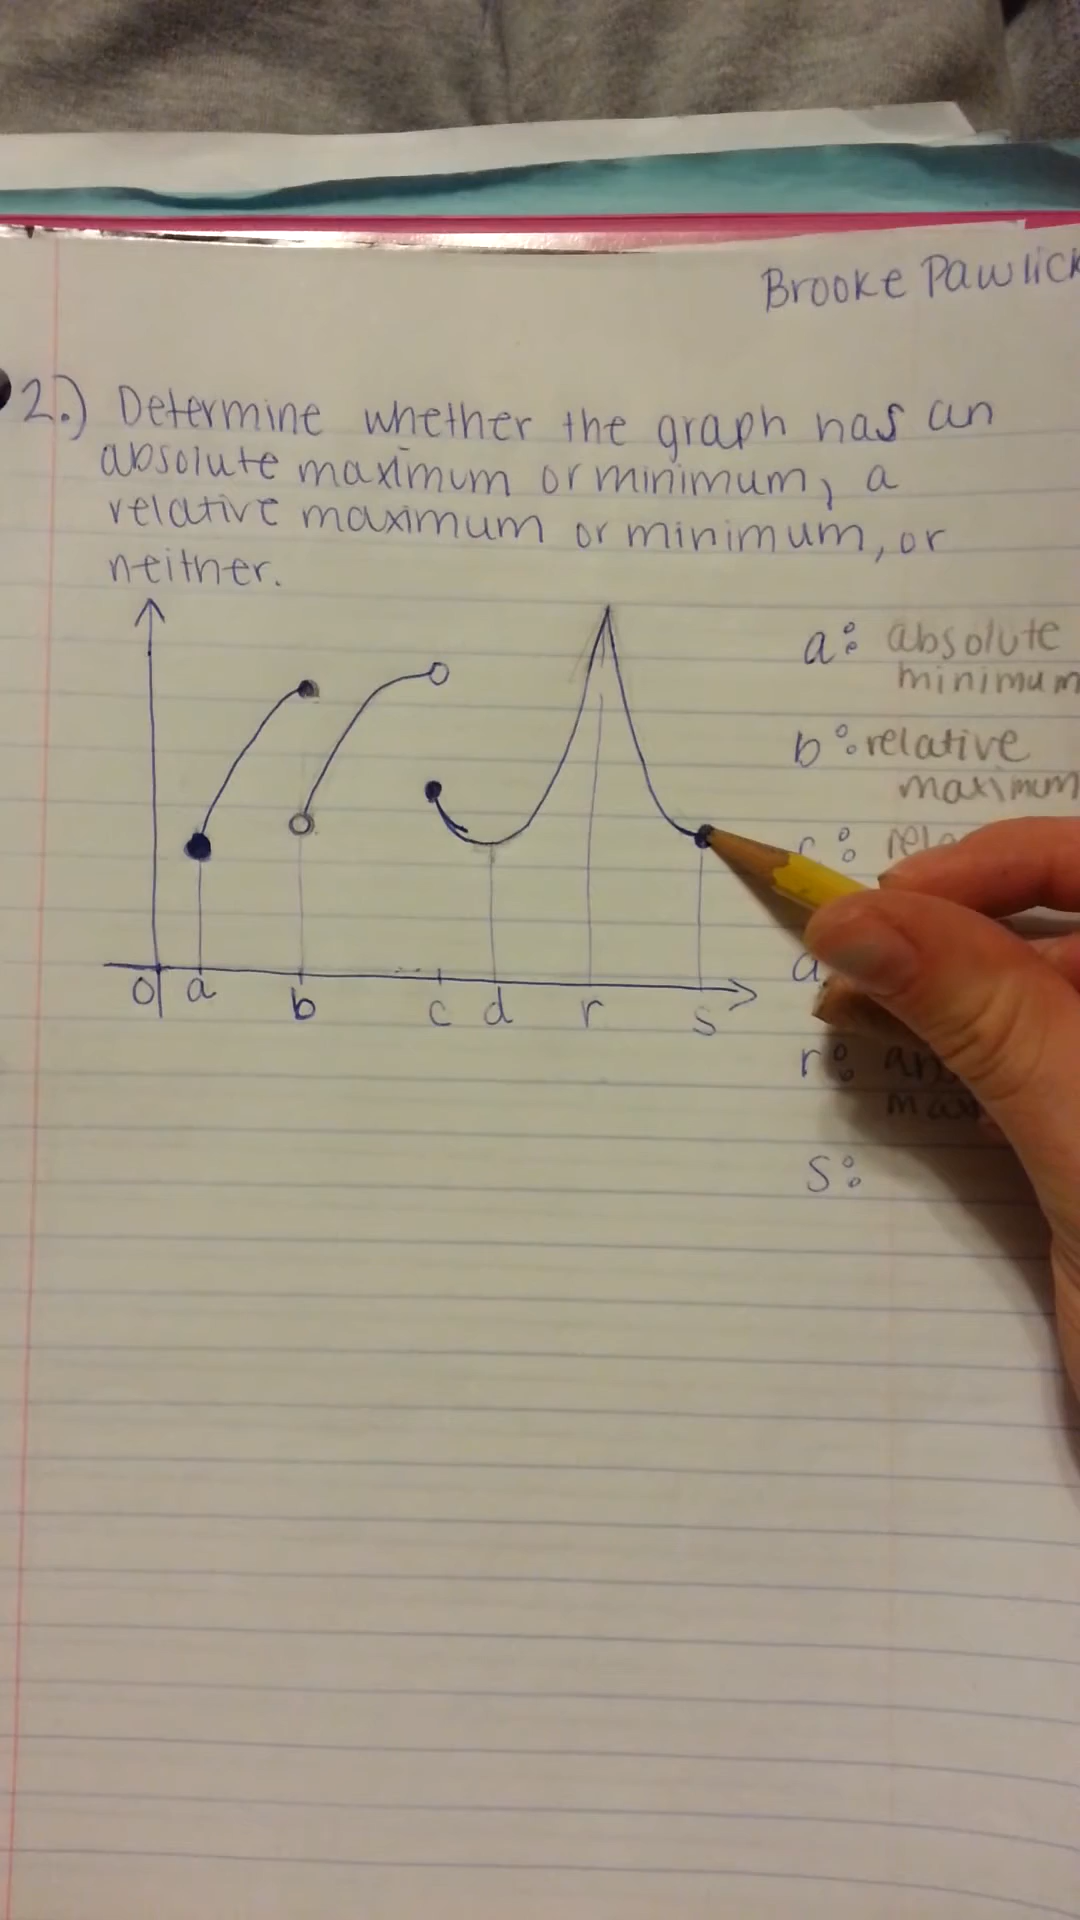 Brooke Pawlick
2.) Determine whether the graph has an
absolute maximum or minimum, a
relative maximum or minimum, or
neither.
a: absolute
minimum
b: relative
maximum
c:
d
r:
s:
0 a b c d r s